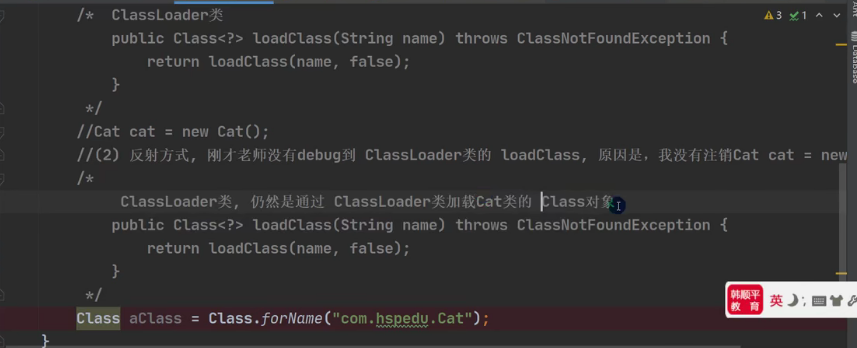 /*  ClassLoader类
public Class<?> loadClass(String name) throws ClassNotFoundException {
return loadClass(name, false);
}
*/
//Cat cat = new Cat();
//(2) 反射方式, 刚才老师没有debug到 ClassLoader类的 loadClass, 原因是，我没有注销Cat cat = new
/*
ClassLoader类, 仍然是通过 ClassLoader类加载Cat类的 Class对象
public Class<?> loadClass(String name) throws ClassNotFoundException {
return loadClass(name, false);
}
*/
Class aClass = Class.forName("com.hspedu.Cat");
}
3 1
Ant
Database
韩顺平
教育
英